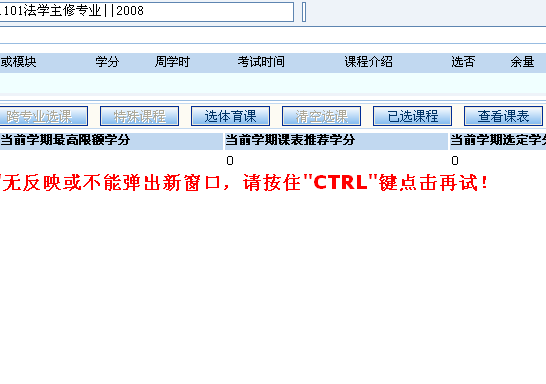 .101法学主修专业||2008
或模块 学分 周学时 考试时间 课程介绍 选否 余量
跨专业选课 特殊课程 选体育课 清空选课 已选课程 查看课表
当前学期最高限额学分 当前学期课表推荐学分 当前学期选定学分
0 0
"无反映或不能弹出新窗口，请按住"CTRL"键点击再试！